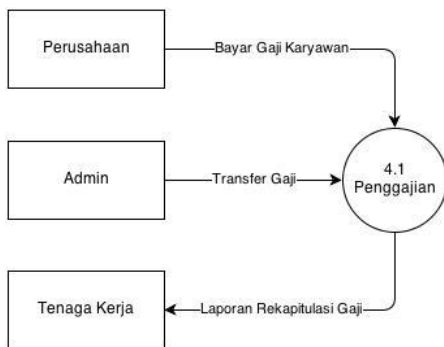 Perusahaan
Bayar Gaji Karyawan
Admin
Transfer Gaji
4.1
Penggajian
Tenaga Kerja
Laporan Rekapitulasi Gaji